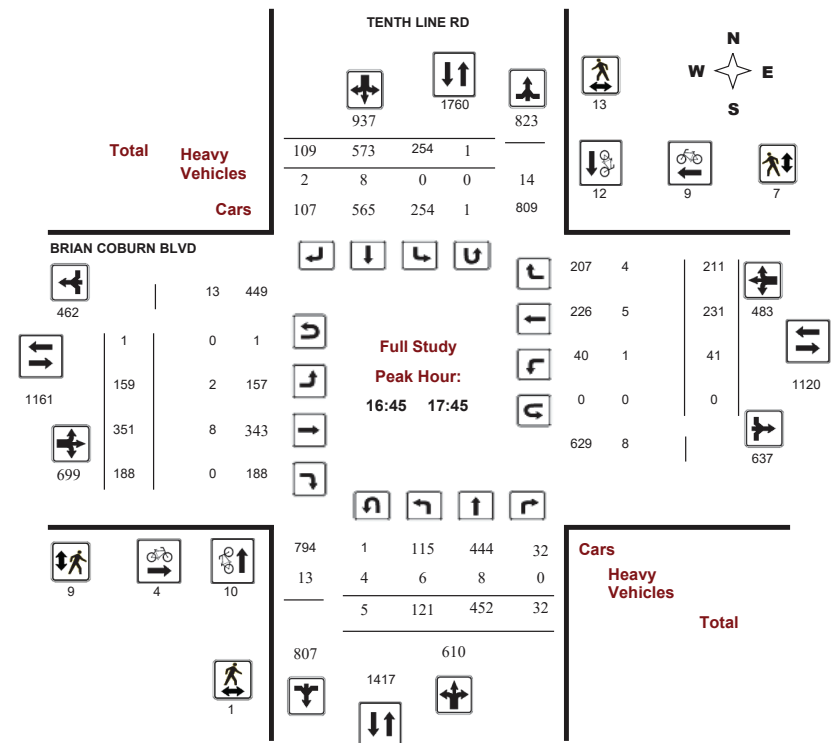 TENTH LINE RD
N
W E
S
1760
13
937 823
109 573 254 1
Total Heavy
Vehicles
2 8 0 0 14
12 9 7
Cars 107 565 254 1 809
BRIAN COBURN BLVD
207 4 211
13 449
462
226 5 231 483
1 0 1
Full Study
40 1 41
159 2 157
Peak Hour:
1161
1120
16:45 17:45
0 0 0
351 8 343
629 8
637
699 188 0 188
794 1 115 444 32 Cars
13 4 6 8 0 Heavy
Vehicles
9 4 10
5 121 452 32
Total
807 610
1417
1